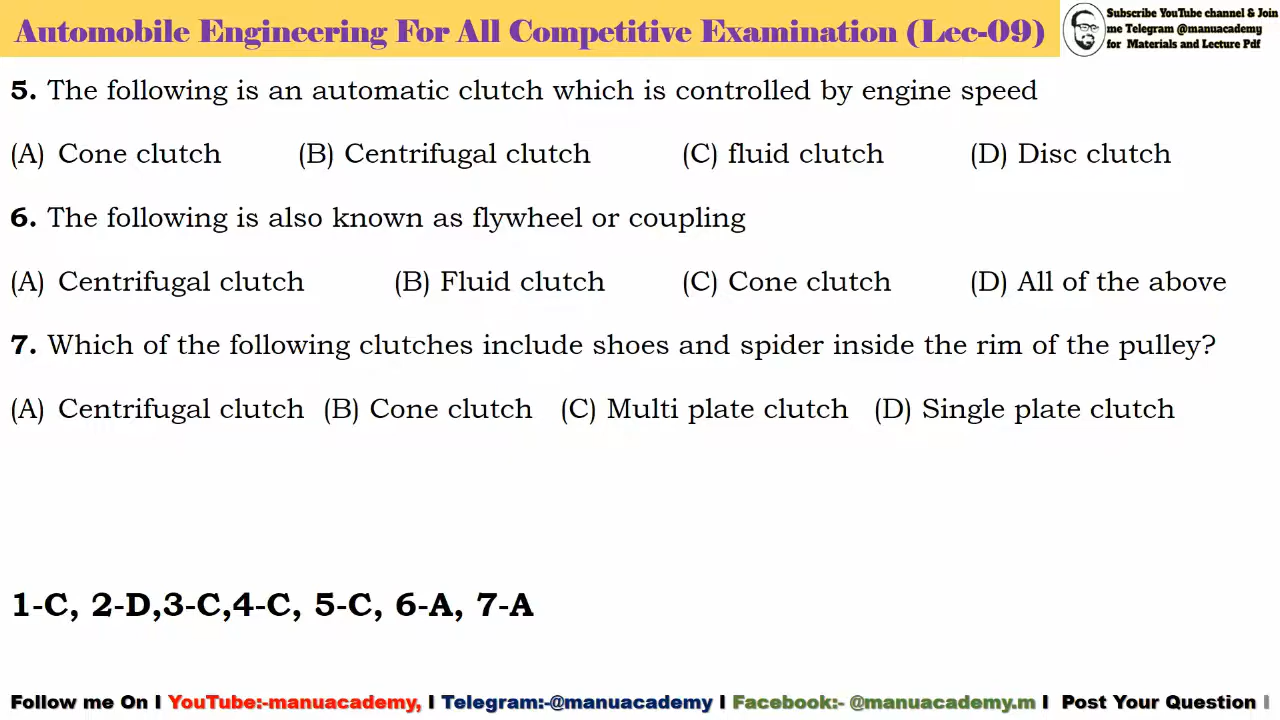 Automobile Engineering For All Competitive Examination (Lec-09)
Subscribe YouTube channel & Join
me Telegram @manuacademy
for Materials and Lecture Pdf
5. The following is an automatic clutch which is controlled by engine speed
(A) Cone clutch (B) Centrifugal clutch (C) fluid clutch (D) Disc clutch
6. The following is also known as flywheel or coupling
(A) Centrifugal clutch (B) Fluid clutch (C) Cone clutch (D) All of the above
7. Which of the following clutches include shoes and spider inside the rim of the pulley?
(A) Centrifugal clutch (B) Cone clutch (C) Multi plate clutch (D) Single plate clutch
1-C, 2-D,3-C,4-C, 5-C, 6-A, 7-A
Follow me On I YouTube:-manuacademy, I Telegram:-@manuacademy I Facebook:- @manuacademy.m I Post Your Question I